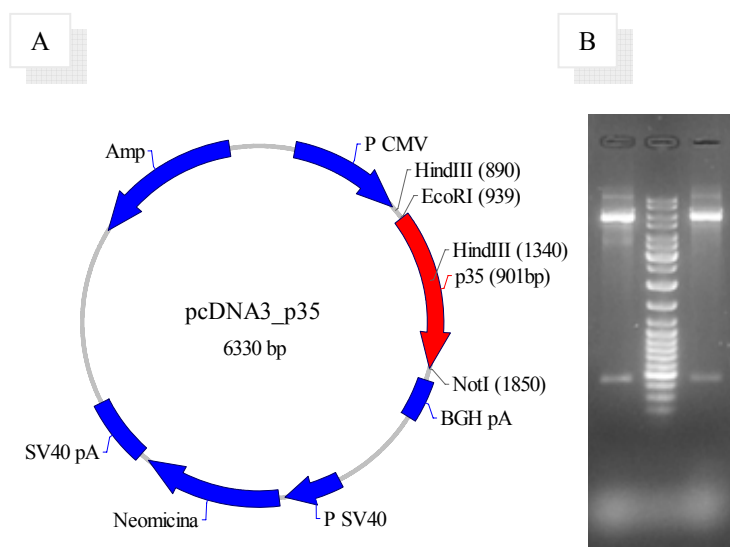 A
B
Amp
P CMV
HindIII (890)
EcoRI (939)
HindIII (1340)
p35 (901bp)
pcDNA3_p35
6330 bp
NotI (1850)
BGH pA
SV40 pA
Neomicina
P SV40